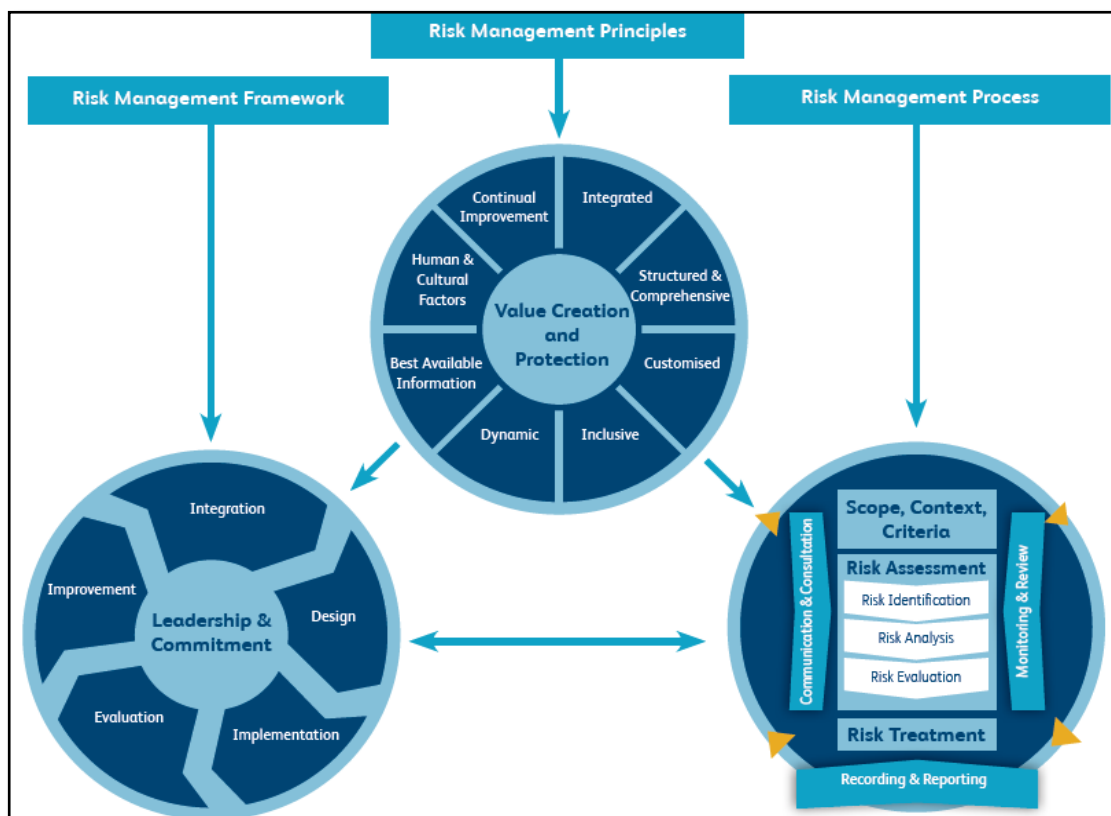 Risk Management Principles
Risk Management Framework
Risk Management Process
Continual
Improvement
Integrated
Human &
Cultural
Factors
Structured &
Comprehensive
Value Creation
and
Protection
Best Available
Information
Customised
Dynamic
Inclusive
Integration
Improvement
Design
Leadership &
Commitment
Evaluation
Implementation
Scope, Context,
Criteria
Communication & Consultation
Risk Assessment
Risk Identification
Risk Analysis
Risk Evaluation
Monitoring & Review
Risk Treatment
Recording & Reporting